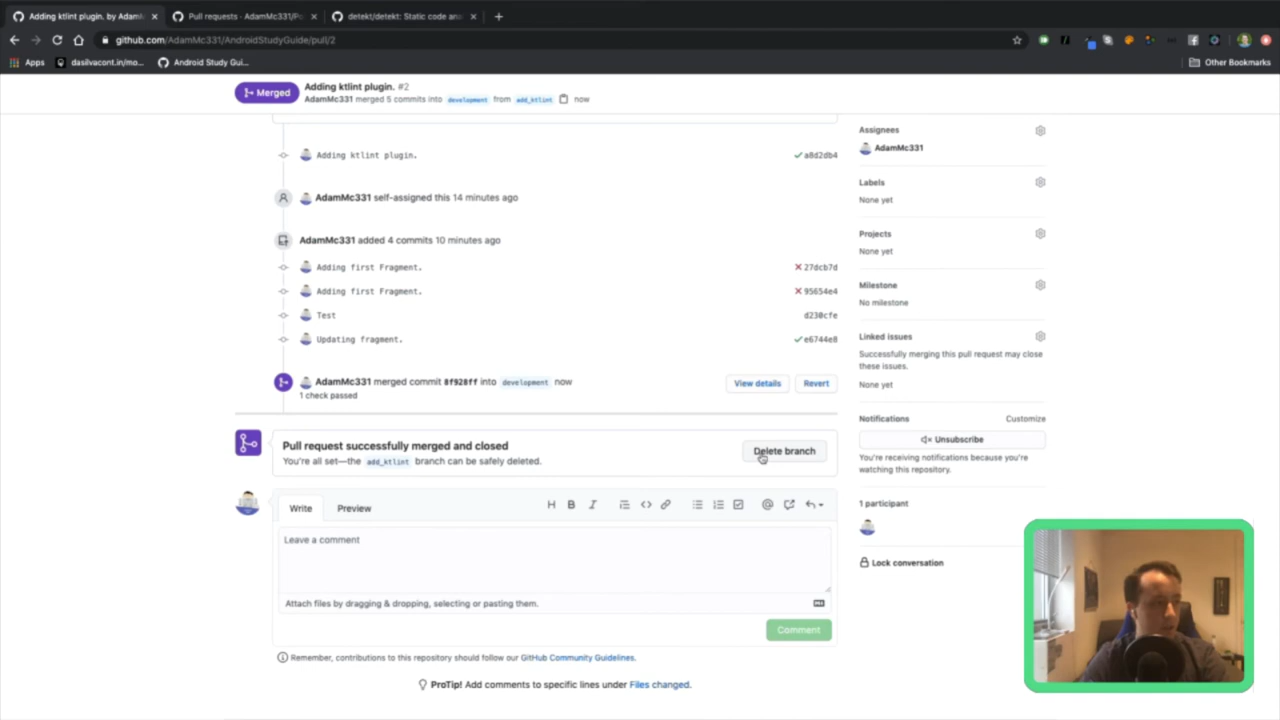 Adding ktlint plugin. by AdamM
Pull requests · AdamMc331/Po
detekt/detekt: Static code an
github.com/AdamMc331/AndroidStudyGuide/pull/2
Apps
dasilvacont.in/mo...
Android Study Gui...
Other Bookmarks
Merged
Adding ktlint plugin. #2
AdamMc331 merged 5 commits into development from add_ktlint now
Adding ktlint plugin.
a8d2db4
AdamMc331 self-assigned this 14 minutes ago
AdamMc331 added 4 commits 10 minutes ago
Adding first Fragment.
27dcb7d
Adding first Fragment.
95654e4
Test
d230cfe
Updating fragment.
e6744e8
AdamMc331 merged commit 8f928ff into development now
View details
Revert
1 check passed
Pull request successfully merged and closed
You're all set—the add_ktlint branch can be safely deleted.
Delete branch
Write
Preview
Leave a comment
Attach files by dragging & dropping, selecting or pasting them.
Comment
Remember, contributions to this repository should follow our GitHub Community Guidelines.
ProTip! Add comments to specific lines under Files changed.
Assignees
AdamMc331
Labels
None yet
Projects
None yet
Milestone
No milestone
Linked issues
Successfully merging this pull request may close
these issues.
None yet
Notifications
Customize
Unsubscribe
You're receiving notifications because you're
watching this repository.
1 participant
Lock conversation